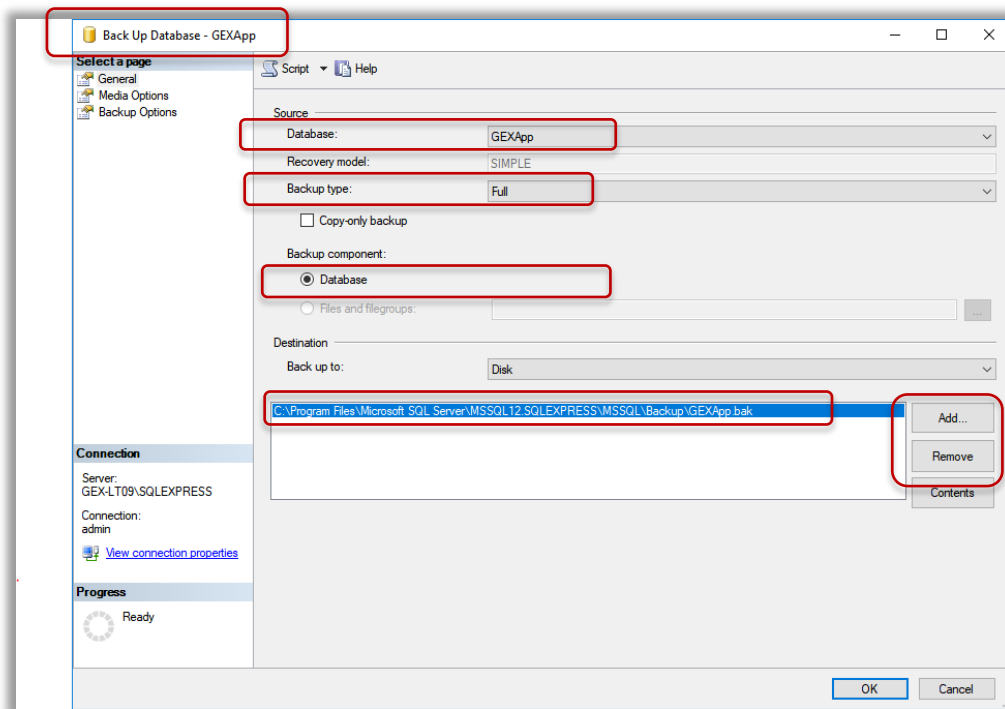 Back Up Database - GEXApp
Select a page
General
Media Options
Backup Options
Script Help
Source
Database: GEXApp
Recovery model: SIMPLE
Backup type: Full
Copy-only backup
Backup component:
Database
Files and filegroups: ...
Destination
Back up to: Disk
C:\Program Files\Microsoft SQL Server\MSSQL12.SQLEXPRESS\MSSQL\Backup\GEXApp.bak
Add...
Remove
Contents
Connection
Server:
GEX-LT09\SQLEXPRESS
Connection:
admin
View connection properties
Progress
Ready
OK Cancel